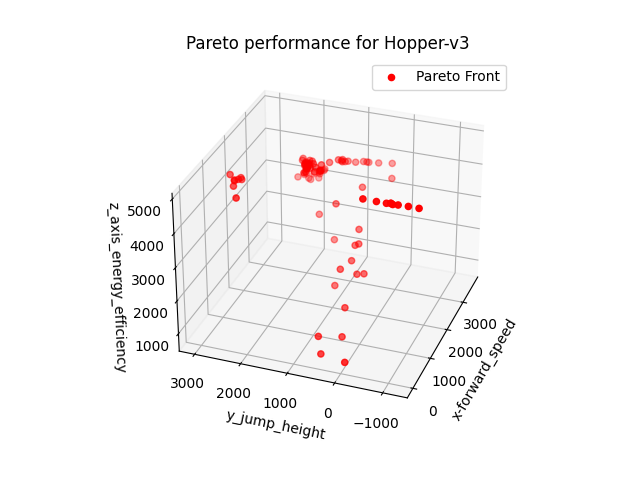 Pareto performance for Hopper-v3
Pareto Front
5000
4000
3000
2000
1000
z_axis_energy_efficiency
3000
2000
1000
0
−1000
y_jump_height
3000
2000
1000
0
x-forward_speed